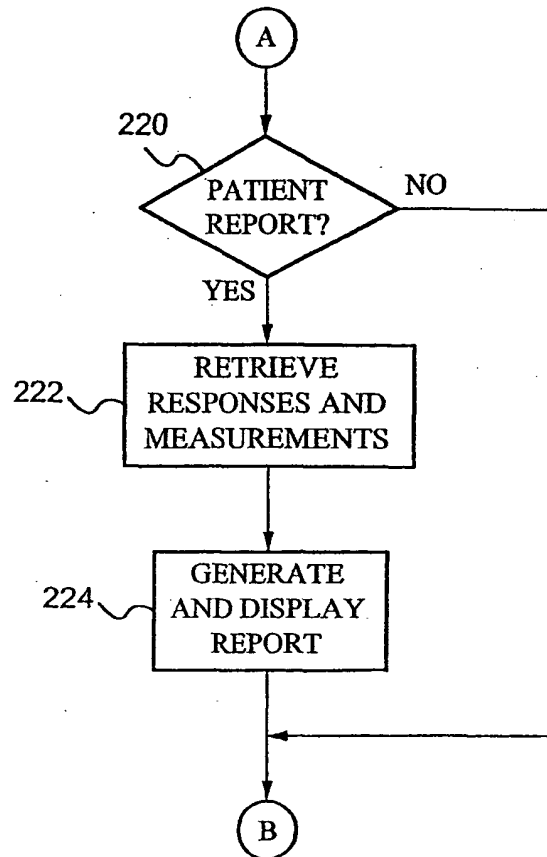 A
220
PATIENT
REPORT?
NO
YES
222
RETRIEVE
RESPONSES AND
MEASUREMENTS
224
GENERATE
AND DISPLAY
REPORT
B